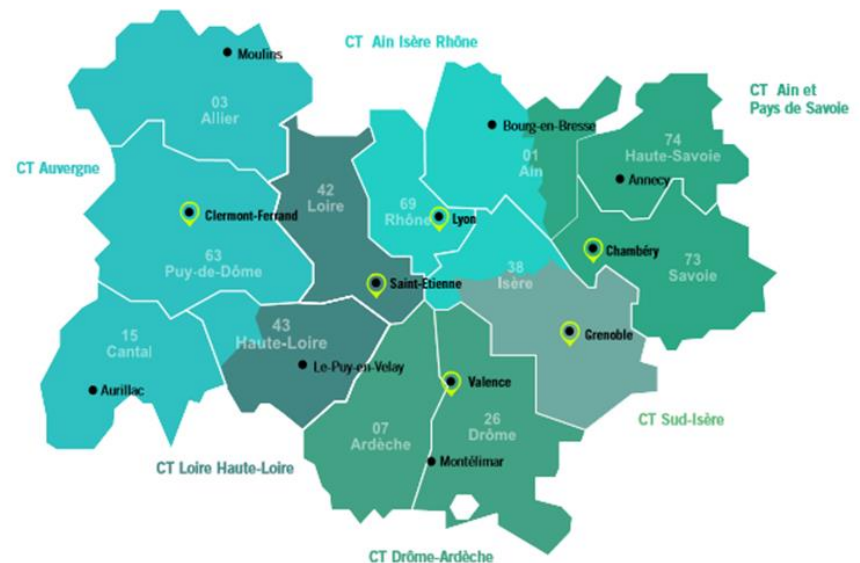 CT Ain Isère Rhône
Moulins
03
Allier
CT Ain et
Pays de Savoie
Bourg-en-Bresse
74
Haute-Savoie
01
Ain
Annecy
CT Auvergne
42
Loire
69
Rhône
Lyon
Clermont-Ferrand
63
Puy-de-Dôme
Chambéry
73
Savoie
38
Isère
Saint-Etienne
15
Cantal
43
Haute-Loire
Grenoble
Le-Puy-en-Velay
Aurillac
Valence
26
Drôme
07
Ardèche
CT Sud-Isère
Montélimar
CT Loire Haute-Loire
CT Drôme-Ardèche